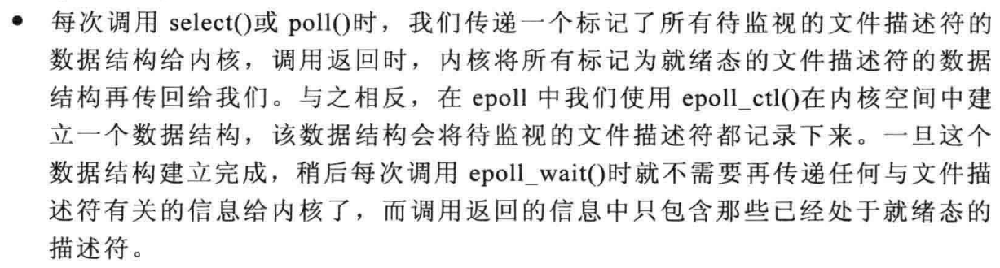 • 每次调用 select()或 poll()时，我们传递一个标记了所有待监视的文件描述符的
数据结构给内核，调用返回时，内核将所有标记为就绪态的文件描述符的数据
结构再传回给我们。与之相反，在 epoll 中我们使用 epoll_ctl()在内核空间中建
立一个数据结构，该数据结构会将待监视的文件描述符都记录下来。一旦这个
数据结构建立完成，稍后每次调用 epoll_wait()时就不需要再传递任何与文件描
述符有关的信息给内核了，而调用返回的信息中只包含那些已经处于就绪态的
描述符。